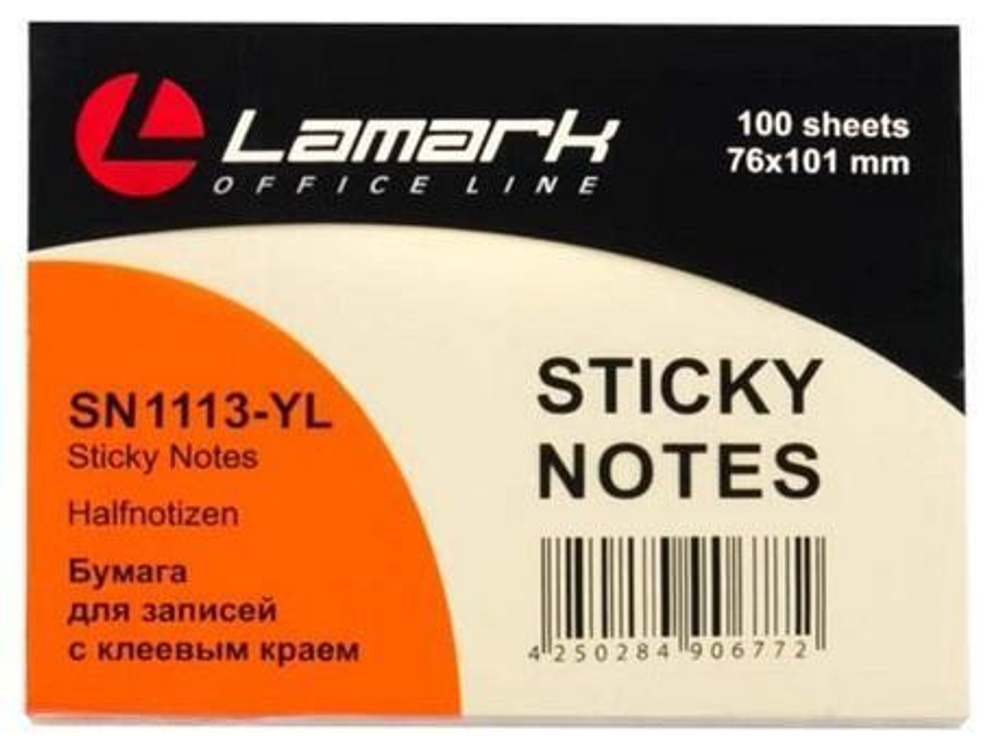 Lamark
OFFICE LINE
100 sheets
76x101 mm
SN1113-YL
Sticky Notes
Halfnotizen
Бумага
для записей
с клеевым краем
STICKY
NOTES
4 250284 906772